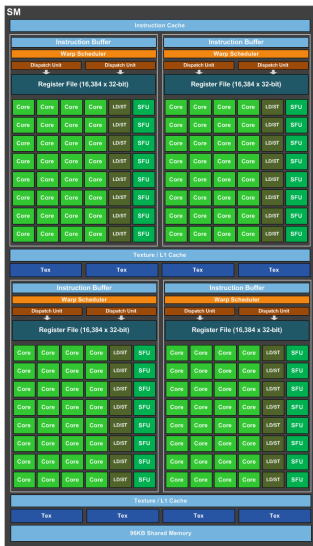 SM
Instruction Cache
Instruction Buffer Instruction Buffer
Warp Scheduler Warp Scheduler
Dispatch Unit Dispatch Unit Dispatch Unit Dispatch Unit
Register File (16,384 x 32-bit) Register File (16,384 x 32-bit)
Core Core Core Core LD/ST SFU Core Core Core Core LD/ST SFU
Core Core Core Core LD/ST SFU Core Core Core Core LD/ST SFU
Core Core Core Core LD/ST SFU Core Core Core Core LD/ST SFU
Core Core Core Core LD/ST SFU Core Core Core Core LD/ST SFU
Core Core Core Core LD/ST SFU Core Core Core Core LD/ST SFU
Core Core Core Core LD/ST SFU Core Core Core Core LD/ST SFU
Core Core Core Core LD/ST SFU Core Core Core Core LD/ST SFU
Core Core Core Core LD/ST SFU Core Core Core Core LD/ST SFU
Texture / L1 Cache
Tex Tex Tex Tex
Instruction Buffer Instruction Buffer
Warp Scheduler Warp Scheduler
Dispatch Unit Dispatch Unit Dispatch Unit Dispatch Unit
Register File (16,384 x 32-bit) Register File (16,384 x 32-bit)
Core Core Core Core LD/ST SFU Core Core Core Core LD/ST SFU
Core Core Core Core LD/ST SFU Core Core Core Core LD/ST SFU
Core Core Core Core LD/ST SFU Core Core Core Core LD/ST SFU
Core Core Core Core LD/ST SFU Core Core Core Core LD/ST SFU
Core Core Core Core LD/ST SFU Core Core Core Core LD/ST SFU
Core Core Core Core LD/ST SFU Core Core Core Core LD/ST SFU
Core Core Core Core LD/ST SFU Core Core Core Core LD/ST SFU
Core Core Core Core LD/ST SFU Core Core Core Core LD/ST SFU
Texture / L1 Cache
Tex Tex Tex Tex
96KB Shared Memory